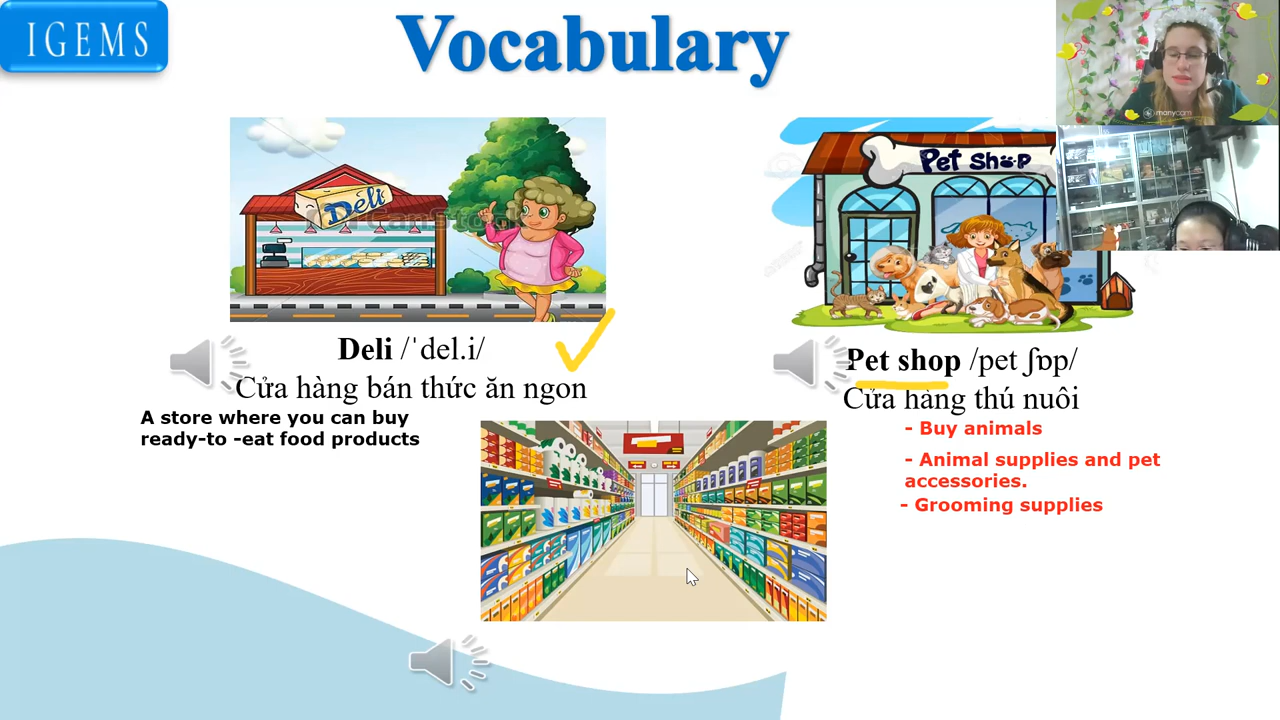 IGEMS
Vocabulary
manycam
Deli
Pet Shop
Deli /ˈdel.i/
Cửa hàng bán thức ăn ngon
A store where you can buy
ready-to -eat food products
Pet shop /pet ʃɒp/
Cửa hàng thú nuôi
- Buy animals
- Animal supplies and pet
accessories.
- Grooming supplies